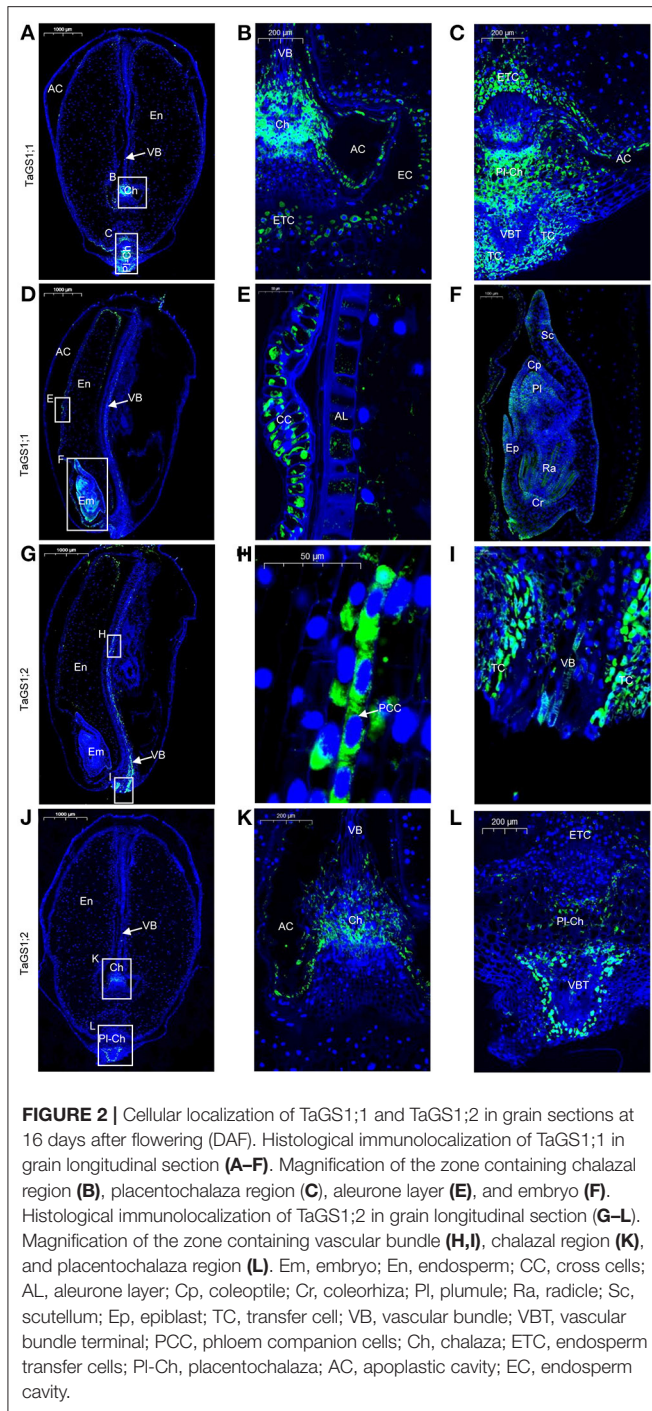 A
1000 µm
AC
En
VB
B
Ch
C
Pl-Ch
TaGS1;1
B
200 µm
VB
Ch
AC
EC
ETC
C
200 µm
ETC
AC
Pl-Ch
VBT
TC
TC
D
1000 µm
AC
En
E
VB
F
Em
TaGS1;1
E
CC
AL
F
Sc
Cp
Pl
Ep
Ra
Cr
G
1000 µm
H
En
Em
VB
I
TaGS1;2
H
50 µm
PCC
I
TC
VB
TC
J
1000 µm
En
VB
K
Ch
L
Pl-Ch
TaGS1;2
K
200 µm
VB
AC
Ch
L
200 µm
ETC
Pl-Ch
VBT
FIGURE 2 | Cellular localization of TaGS1;1 and TaGS1;2 in grain sections at
16 days after flowering (DAF). Histological immunolocalization of TaGS1;1 in
grain longitudinal section (A–F). Magnification of the zone containing chalazal
region (B), placentochalaza region (C), aleurone layer (E), and embryo (F).
Histological immunolocalization of TaGS1;2 in grain longitudinal section (G–L).
Magnification of the zone containing vascular bundle (H,I), chalazal region (K),
and placentochalaza region (L). Em, embryo; En, endosperm; CC, cross cells;
AL, aleurone layer; Cp, coleoptile; Cr, coleorhiza; Pl, plumule; Ra, radicle; Sc,
scutellum; Ep, epiblast; TC, transfer cell; VB, vascular bundle; VBT, vascular
bundle terminal; PCC, phloem companion cells; Ch, chalaza; ETC, endosperm
transfer cells; Pl-Ch, placentochalaza; AC, apoplastic cavity; EC, endosperm
cavity.